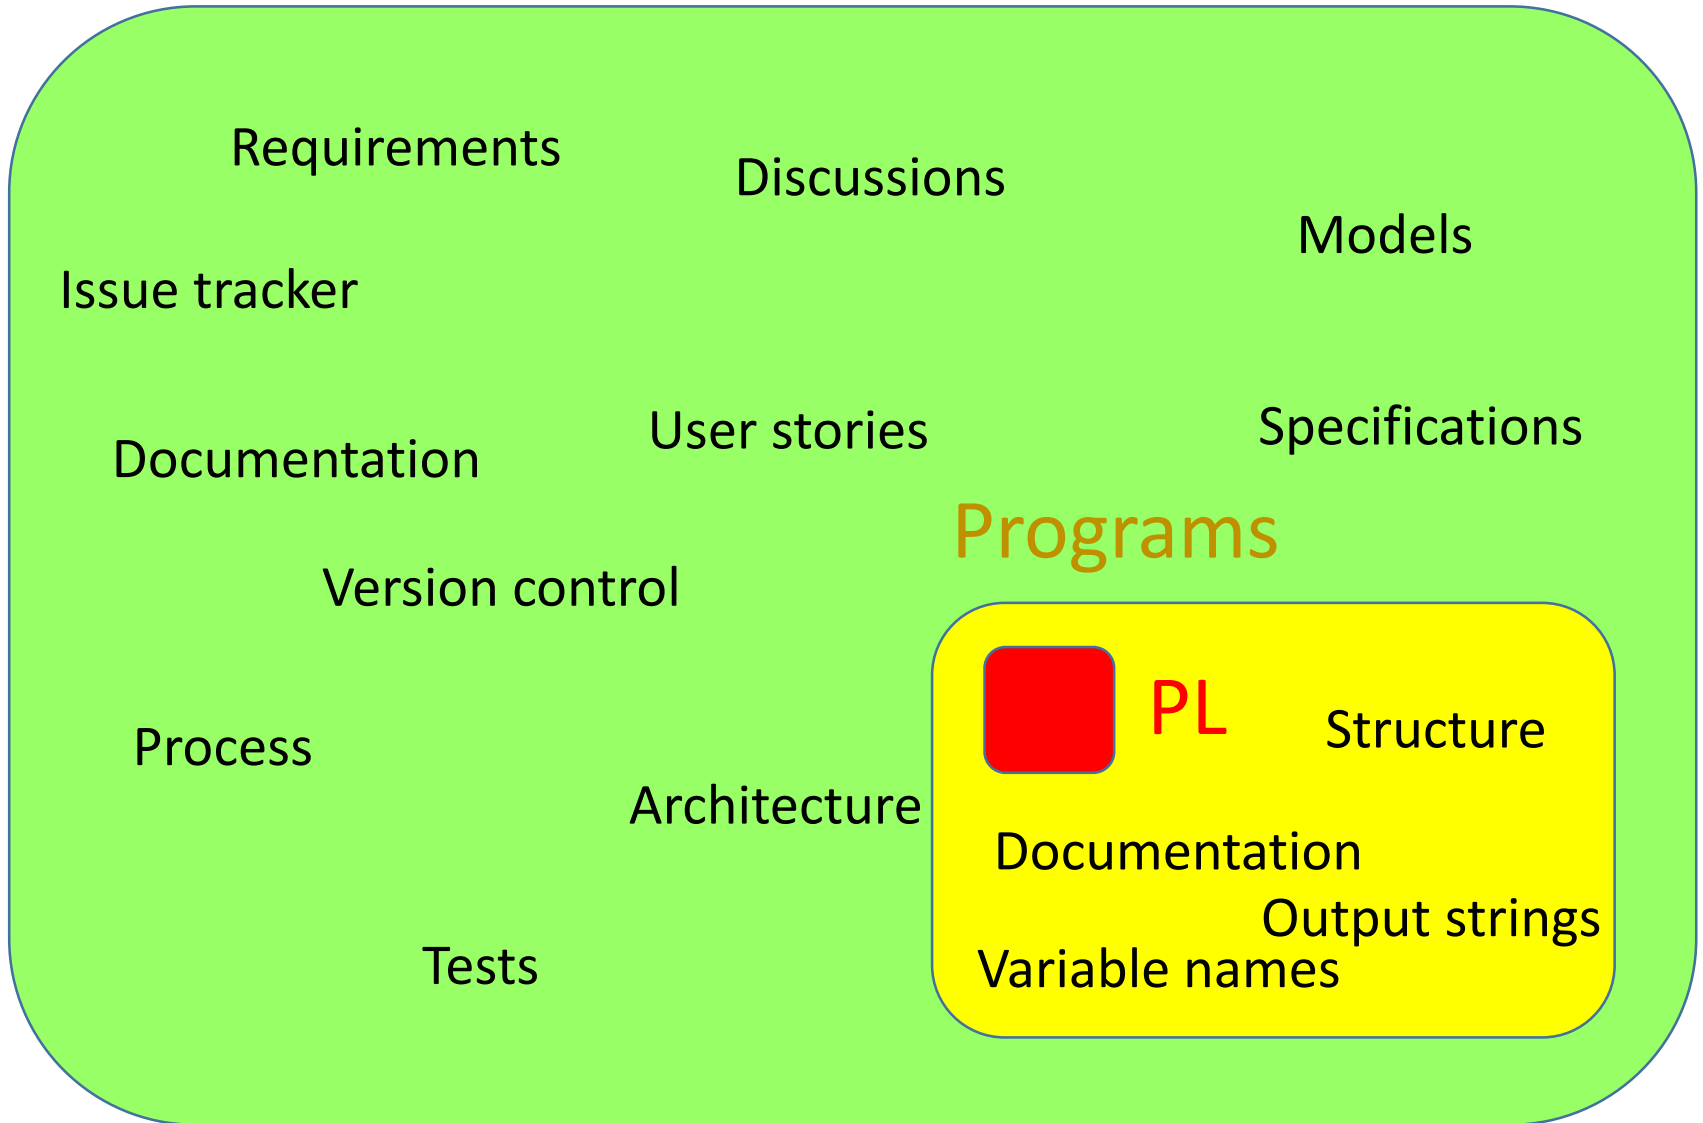 Requirements
Discussions
Models
Issue tracker
User stories
Specifications
Documentation
Programs
Version control
PL
Structure
Process
Architecture
Documentation
Output strings
Variable names
Tests